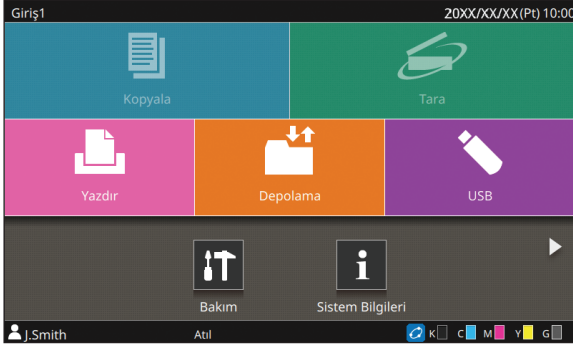 Giriş1 20XX/XX/XX(Pt) 10:00
Kopyala Tara
Yazdır Depolama USB
Bakım Sistem Bilgileri
J.Smith Atıl K C M Y G